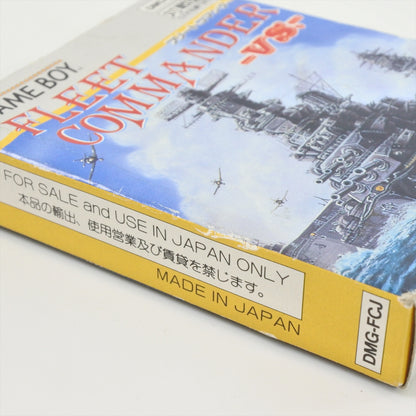 GAME BOY
FLEET
COMMANDER
-VS.-
FOR SALE and USE IN JAPAN ONLY
本品の輸出、使用営業及び賃貸を禁じます。
MADE IN JAPAN
DMG-FCJ